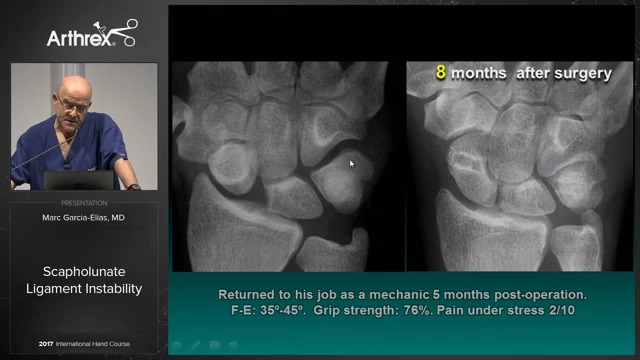 Arthrex
PRESENTATION
Marc Garcia-Elias, MD
Scapholunate
Ligament Instability
2017 International Hand Course
8 months after surgery
Returned to his job as a mechanic 5 months post-operation.
F-E: 35º-45º. Grip strength: 76%. Pain under stress 2/10